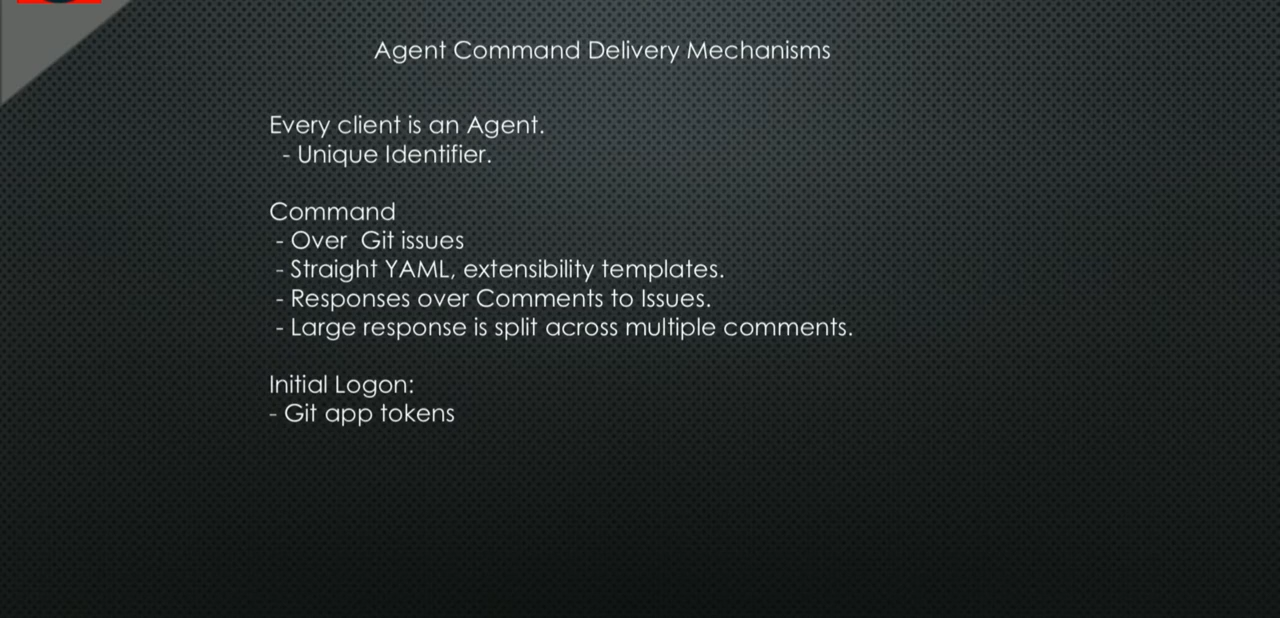 Agent Command Delivery Mechanisms
Every client is an Agent.
- Unique Identifier.
Command
- Over Git issues
- Straight YAML, extensibility templates.
- Responses over Comments to Issues.
- Large response is split across multiple comments.
Initial Logon:
- Git app tokens